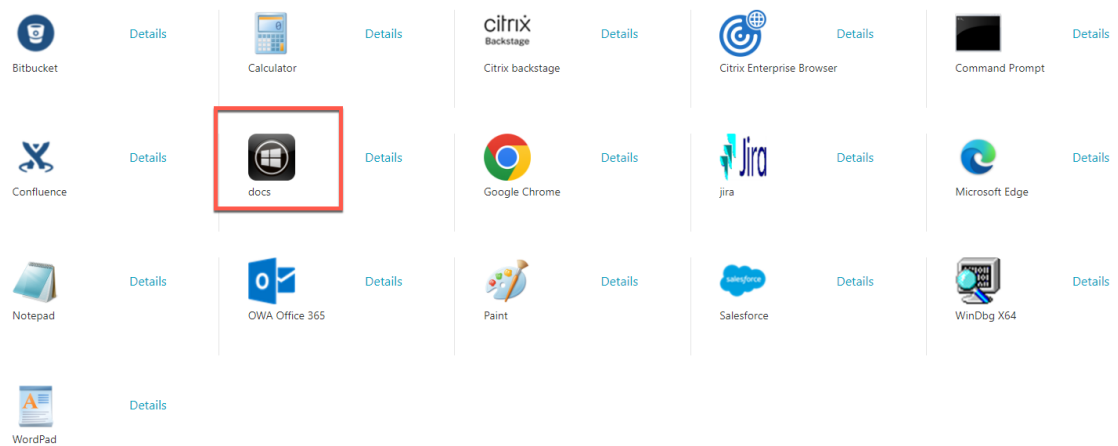 Details
Bitbucket
Details
Calculator
citrix
Backstage
Details
Citrix backstage
Details
Citrix Enterprise Browser
Details
Command Prompt
Details
Confluence
Details
docs
Details
Google Chrome
Jira
Details
jira
Details
Microsoft Edge
Details
Notepad
Details
OWA Office 365
Details
Paint
salesforce
Details
Salesforce
Details
WinDbg X64
Details
WordPad